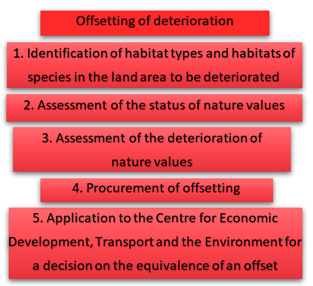 Offsetting of deterioration
1. Identification of habitat types and habitats of
species in the land area to be deteriorated
2. Assessment of the status of nature values
3. Assessment of the deterioration of
nature values
4. Procurement of offsetting
5. Application to the Centre for Economic
Development, Transport and the Environment for
a decision on the equivalence of an offset